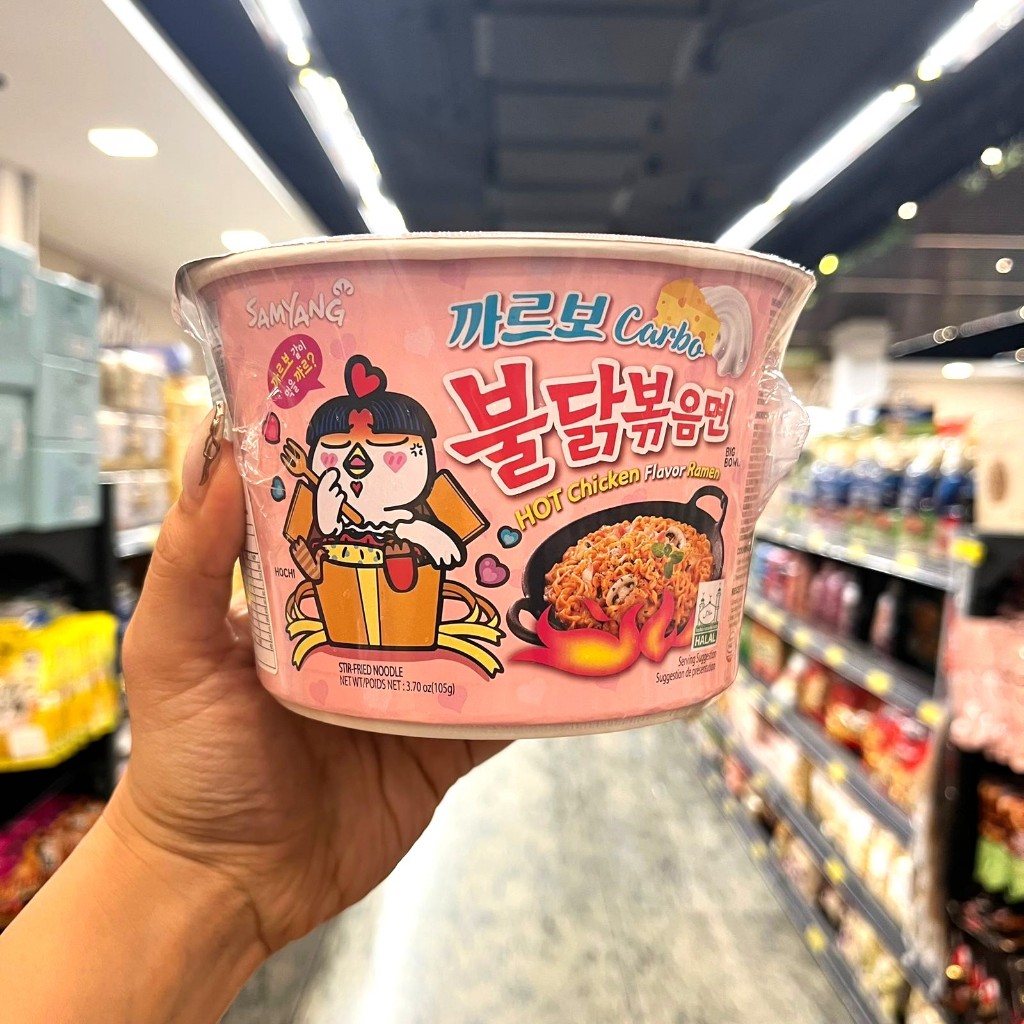 SAMYANG
까르보 Carbo
까르보 같이
먹을 까르?
불닭볶음면
BIG
BOWL
HOT Chicken Flavor Ramen
HOCHI
HALAL
STIR-FRIED NOODLE
NET WT/POIDS NET : 3.70 oz(105g)
Serving Suggestion
Suggestion de présentation